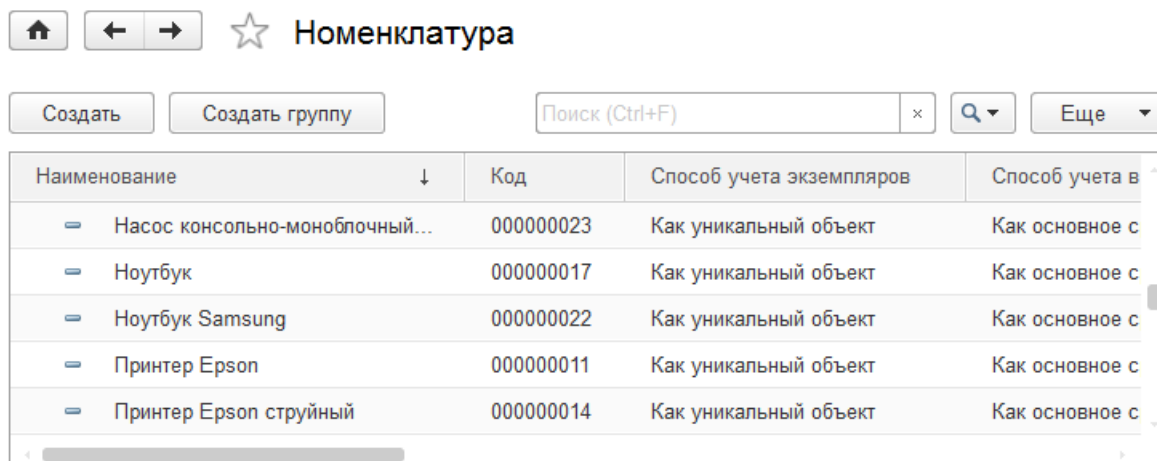 Номенклатура
Создать Создать группу Поиск (Ctrl+F) × Еще
Наименование ↓ Код Способ учета экземпляров Способ учета в
Насос консольно-моноблочный... 000000023 Как уникальный объект Как основное с
Ноутбук 000000017 Как уникальный объект Как основное с
Ноутбук Samsung 000000022 Как уникальный объект Как основное с
Принтер Epson 000000011 Как уникальный объект Как основное с
Принтер Epson струйный 000000014 Как уникальный объект Как основное с